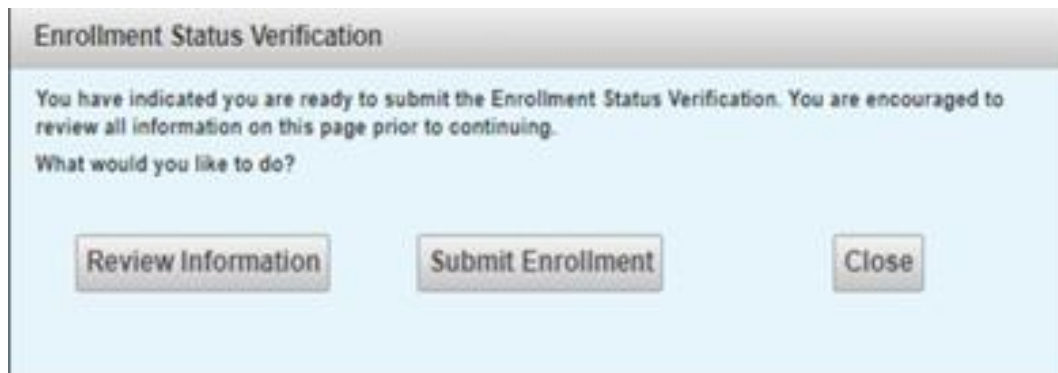 Enrollment Status Verification
You have indicated you are ready to submit the Enrollment Status Verification. You are encouraged to
review all information on this page prior to continuing.
What would you like to do?
Review Information Submit Enrollment Close